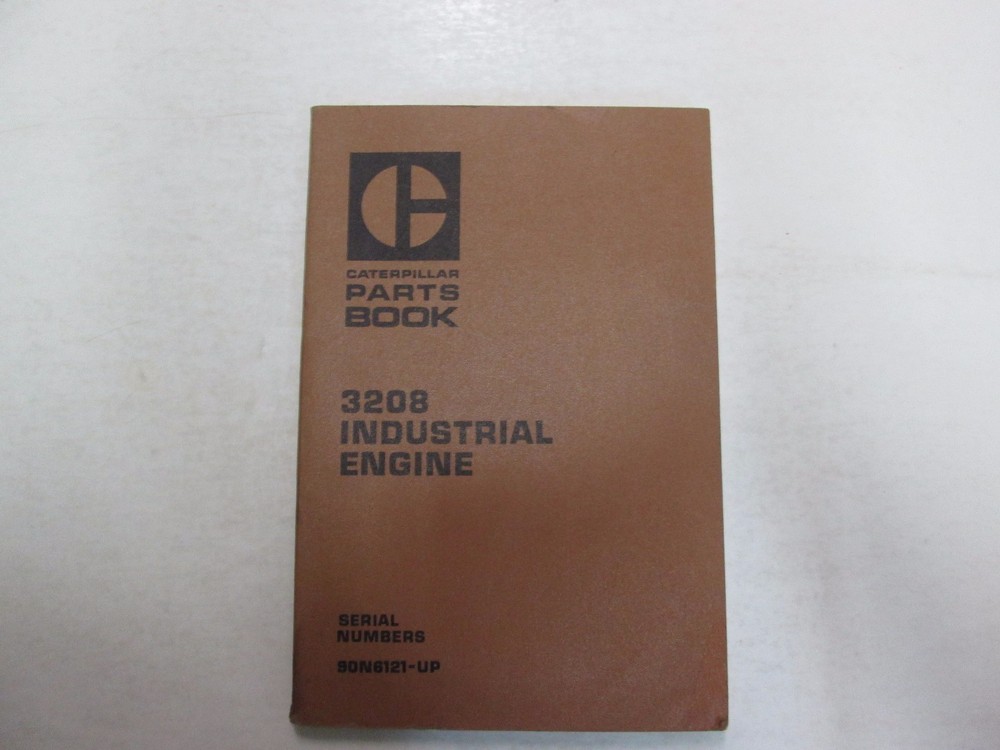 CATERPILLAR
PARTS
BOOK
3208
INDUSTRIAL
ENGINE
SERIAL
NUMBERS
90N6121-UP